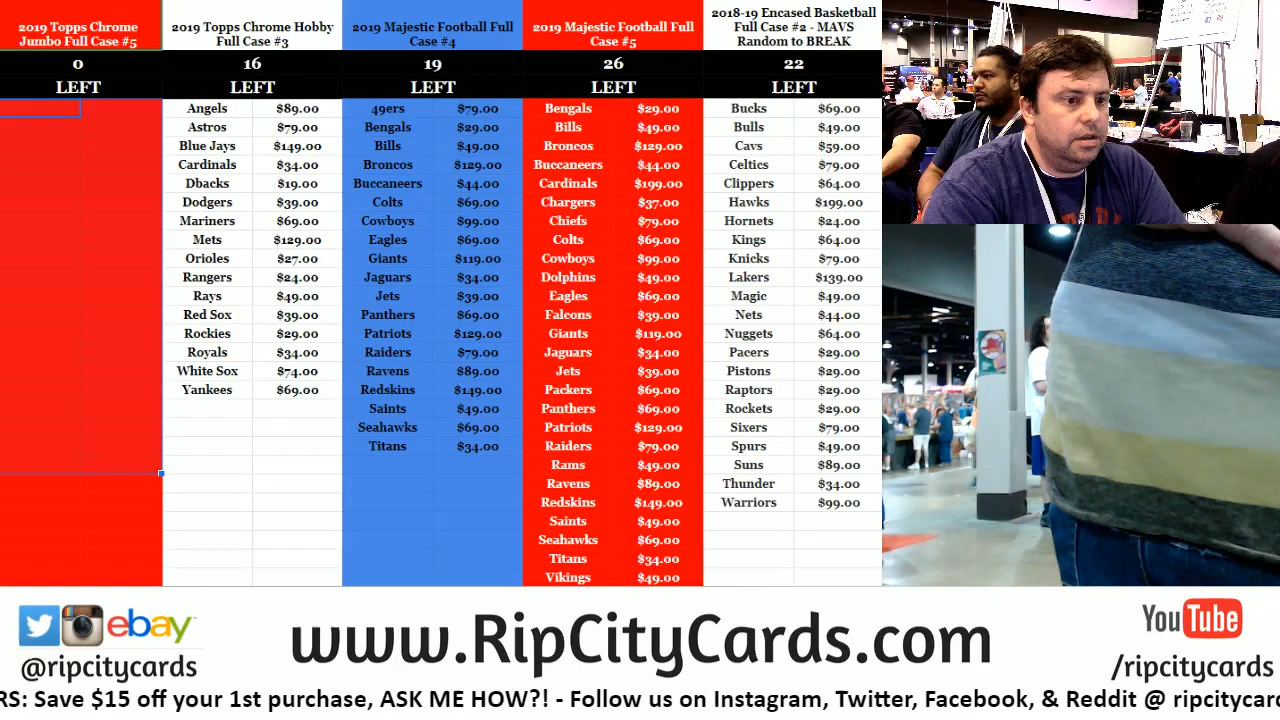 2019 Topps Chrome
Jumbo Full Case #5
0
LEFT
2019 Topps Chrome Hobby
Full Case #3
16
LEFT
Angels $89.00
Astros $79.00
Blue Jays $149.00
Cardinals $34.00
Dbacks $19.00
Dodgers $39.00
Mariners $69.00
Mets $129.00
Orioles $27.00
Rangers $24.00
Rays $49.00
Red Sox $39.00
Rockies $29.00
Royals $34.00
White Sox $74.00
Yankees $69.00
2019 Majestic Football Full
Case #4
19
LEFT
49ers $79.00
Bengals $29.00
Bills $49.00
Broncos $129.00
Buccaneers $44.00
Colts $69.00
Cowboys $99.00
Eagles $69.00
Giants $119.00
Jaguars $34.00
Jets $39.00
Panthers $69.00
Patriots $129.00
Raiders $79.00
Ravens $89.00
Redskins $149.00
Saints $49.00
Seahawks $69.00
Titans $34.00
2019 Majestic Football Full
Case #5
26
LEFT
Bengals $29.00
Bills $49.00
Broncos $129.00
Buccaneers $44.00
Cardinals $199.00
Chargers $37.00
Chiefs $79.00
Colts $69.00
Cowboys $99.00
Dolphins $49.00
Eagles $69.00
Falcons $39.00
Giants $119.00
Jaguars $34.00
Jets $39.00
Packers $69.00
Panthers $69.00
Patriots $129.00
Raiders $79.00
Rams $49.00
Ravens $89.00
Redskins $149.00
Saints $49.00
Seahawks $69.00
Titans $34.00
Vikings $49.00
2018-19 Encased Basketball
Full Case #2 - MAVS
Random to BREAK
22
LEFT
Bucks $69.00
Bulls $49.00
Cavs $59.00
Celtics $79.00
Clippers $64.00
Hawks $199.00
Hornets $24.00
Kings $64.00
Knicks $79.00
Lakers $139.00
Magic $49.00
Nets $44.00
Nuggets $64.00
Pacers $29.00
Pistons $29.00
Raptors $29.00
Rockets $29.00
Sixers $79.00
Spurs $49.00
Suns $89.00
Thunder $34.00
Warriors $99.00
ebay
@ripcitycards
www.RipCityCards.com
YouTube
/ripcitycards
RS: Save $15 off your 1st purchase, ASK ME HOW?! - Follow us on Instagram, Twitter, Facebook, & Reddit @ ripcitycar